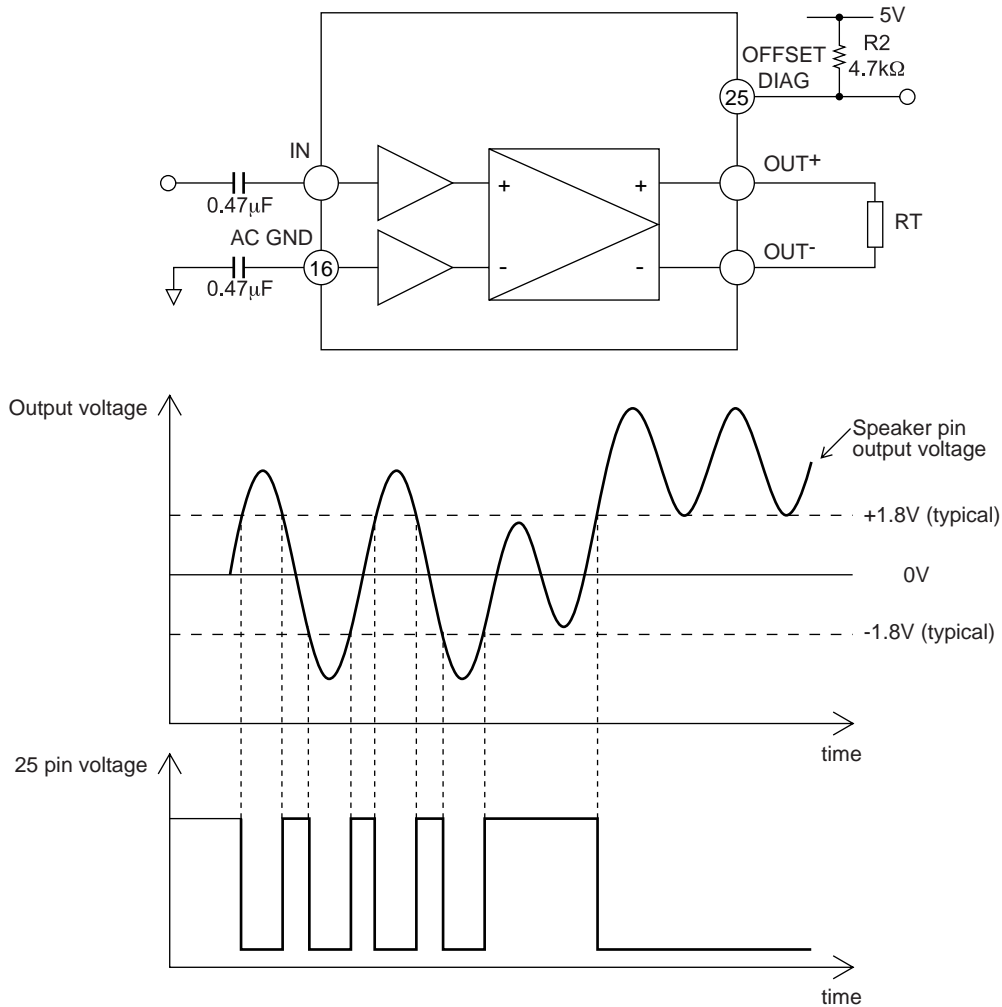 5V
OFFSET
DIAG
R2
4.7kΩ
25
IN
OUT+
+
+
0.47μF
RT
AC GND
OUT-
16
-
-
0.47μF
Output voltage
Speaker pin
output voltage
+1.8V (typical)
0V
-1.8V (typical)
time
25 pin voltage
time